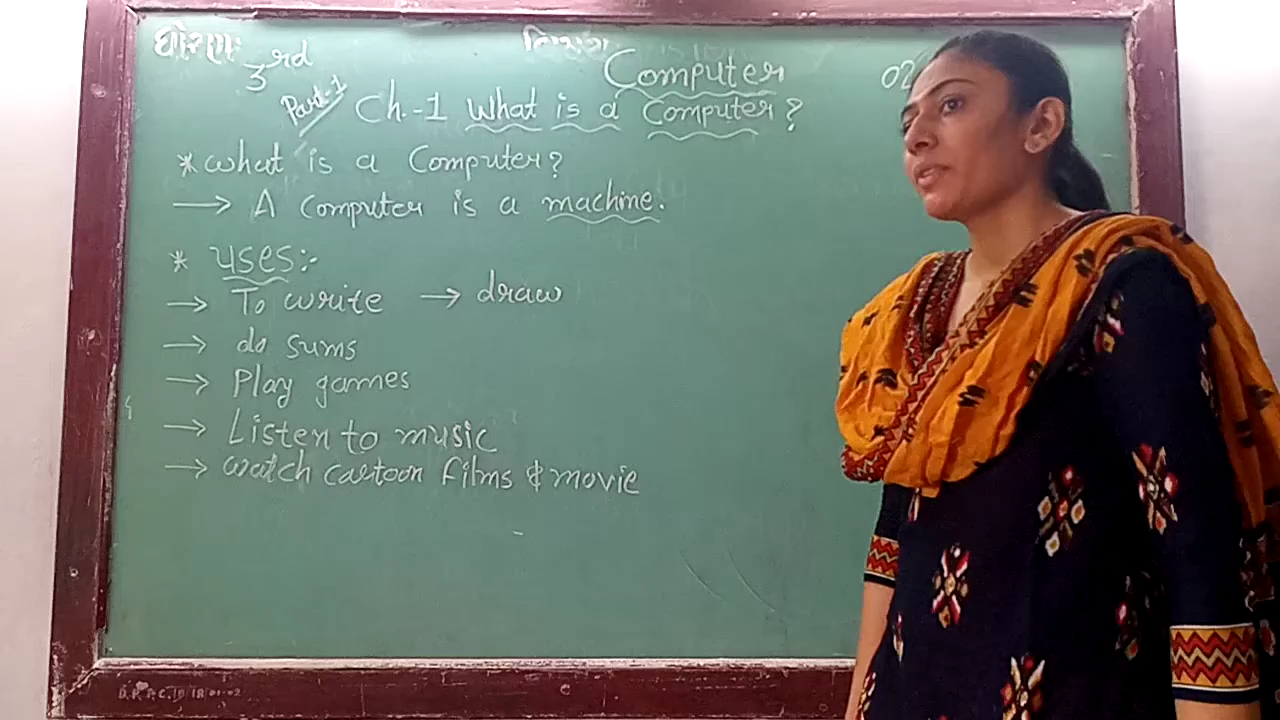 ધોરણ: 3rd વિષય Computer 02
Part-1 Ch.-1 What is a Computer?
* What is a Computer?
→ A Computer is a machine.
* Uses:-
→ To write → draw
→ do sums
→ Play games
→ Listen to music
→ watch cartoon films & movie